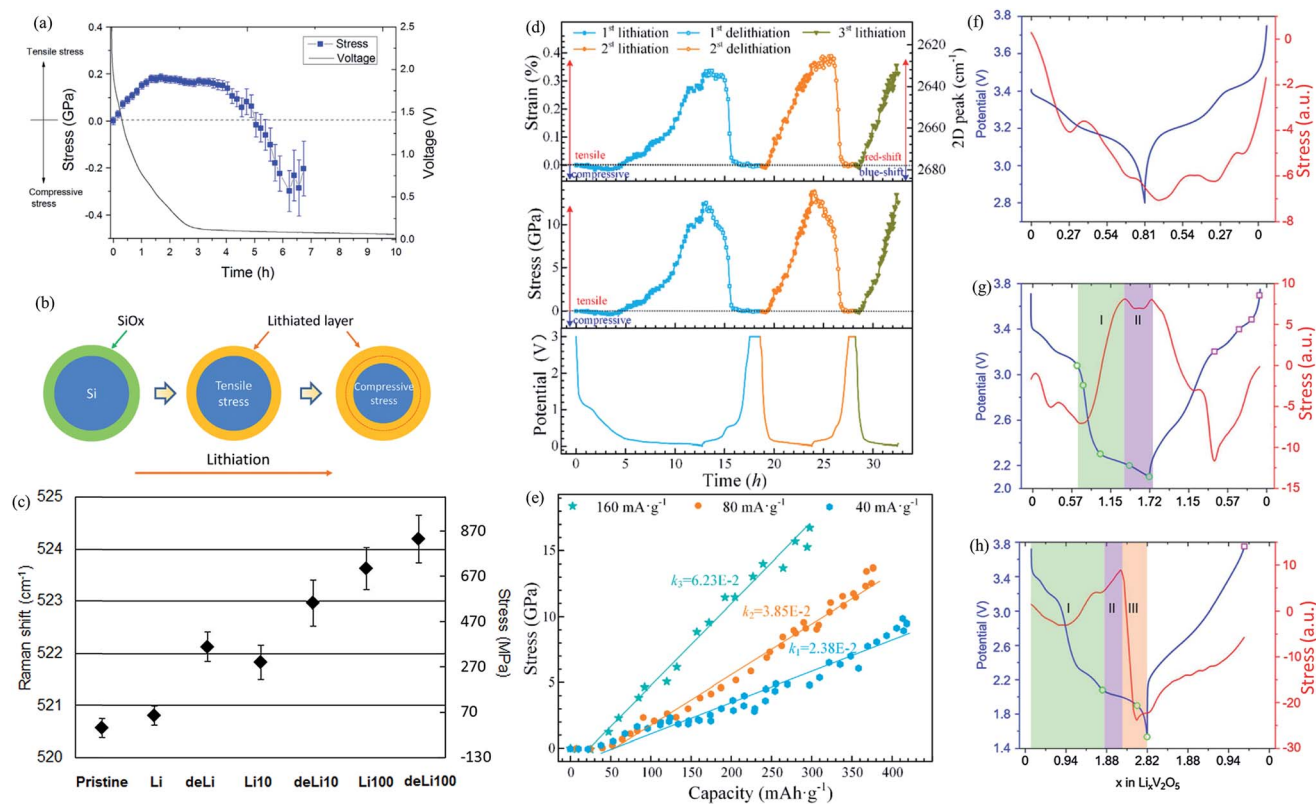 (a)
Tensile stress
Compressive stress
Stress (GPa)
0.4
0.2
0.0
-0.2
-0.4
Stress
Voltage
2.5
2.0
1.5
1.0
0.5
0.0
Voltage (V)
0 1 2 3 4 5 6 7 8 9 10
Time (h)
(b)
SiOx
Lithiated layer
Si
Tensile stress
Compressive stress
Lithiation
(c)
Raman shift (cm⁻¹)
525
524
523
522
521
520
870
670
470
270
70
-130
Stress (MPa)
Pristine Li deLi Li10 deLi10 Li100 deLi100
(d)
1st lithiation 1st delithiation 3st lithiation
2st lithiation 2st delithiation
Strain (%)
0.4
0.3
0.2
0.1
0.0
tensile
compressive
2620
2640
2660
2680
2D peak (cm⁻¹)
red-shift
blue-shift
Stress (GPa)
10
5
0
tensile
compressive
Potential (V)
3
2
1
0
0 5 10 15 20 25 30
Time (h)
(e)
160 mA·g⁻¹ 80 mA·g⁻¹ 40 mA·g⁻¹
Stress (GPa)
15
10
5
0
k₃=6.23E-2
k₂=3.85E-2
k₁=2.38E-2
0 50 100 150 200 250 300 350 400
Capacity (mAh·g⁻¹)
(f)
Potential (V)
3.6
3.4
3.2
3.0
2.8
0
-2
-4
-6
-8
Stress (a.u.)
0 0.27 0.54 0.81 0.54 0.27 0
(g)
Potential (V)
3.8
3.6
3.4
3.2
3.0
2.8
2.6
2.4
2.2
2.0
I
II
10
5
0
-5
-10
-15
Stress (a.u.)
0 0.57 1.15 1.72 1.15 0.57 0
(h)
Potential (V)
3.8
3.4
3.0
2.6
2.2
1.8
1.4
I
II
III
10
0
-10
-20
-30
Stress (a.u.)
0 0.94 1.88 2.82 1.88 0.94 0
x in LiₓV₂O₅